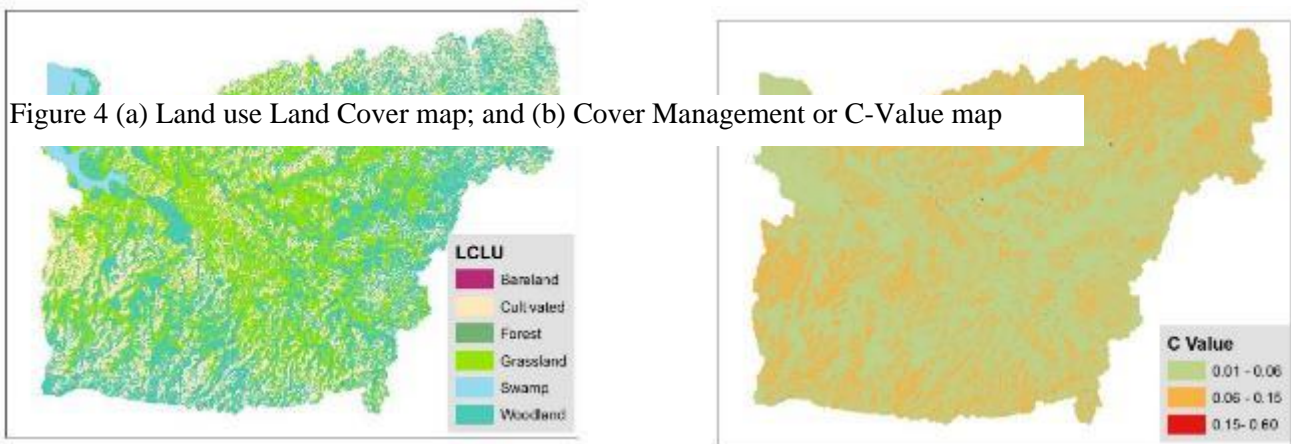 Figure 4 (a) Land use Land Cover map; and (b) Cover Management or C-Value map
LCLU
Bareland
Cultivated
Forest
Grassland
Swamp
Woodland
C Value
0.01 - 0.06
0.06 - 0.15
0.15- 0.60